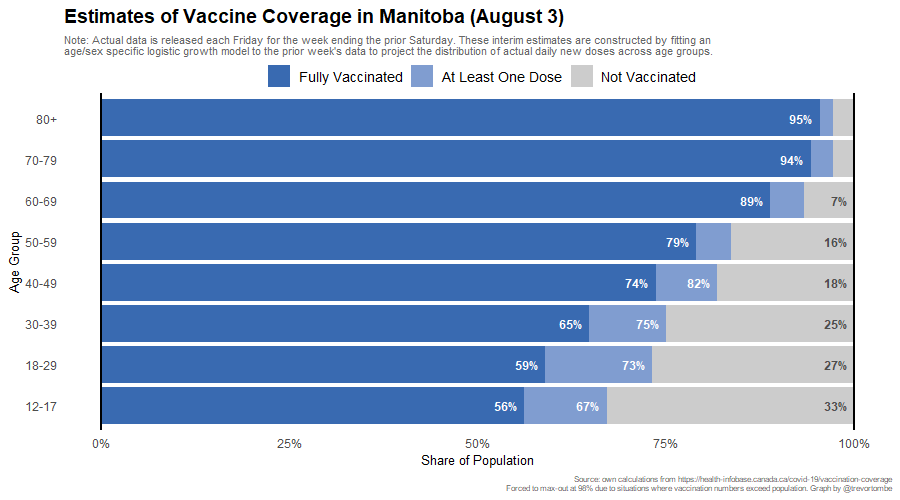 Estimates of Vaccine Coverage in Manitoba (August 3)
Note: Actual data is released each Friday for the week ending the prior Saturday. These interim estimates are constructed by fitting an
age/sex specific logistic growth model to the prior week's data to project the distribution of actual daily new doses across age groups.
Fully Vaccinated At Least One Dose Not Vaccinated
80+ 95%
70-79 94%
60-69 89% 7%
50-59 79% 16%
40-49 74% 82% 18%
30-39 65% 75% 25%
18-29 59% 73% 27%
12-17 56% 67% 33%
Age Group
0% 25% 50% 75% 100%
Share of Population
Source: own calculations from https://health-infobase.canada.ca/covid-19/vaccination-coverage
Forced to max-out at 98% due to situations where vaccination numbers exceed population. Graph by @trevortombe